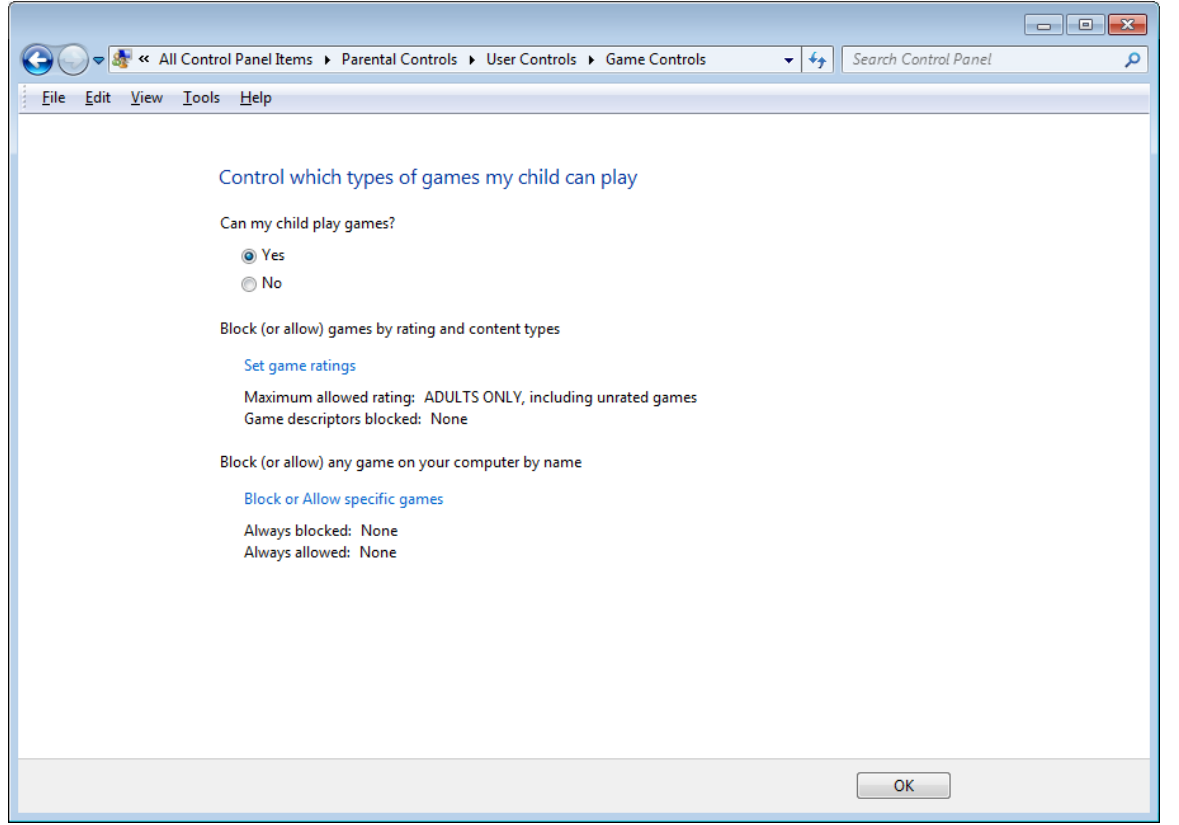 « All Control Panel Items ▸ Parental Controls ▸ User Controls ▸ Game Controls Search Control Panel
File Edit View Tools Help
Control which types of games my child can play
Can my child play games?
Yes
No
Block (or allow) games by rating and content types
Set game ratings
Maximum allowed rating: ADULTS ONLY, including unrated games
Game descriptors blocked: None
Block (or allow) any game on your computer by name
Block or Allow specific games
Always blocked: None
Always allowed: None
OK